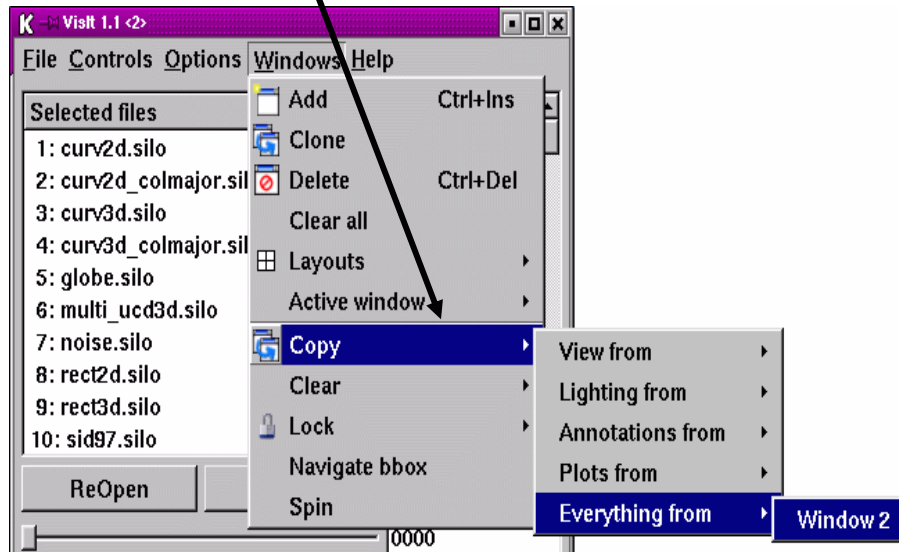 VisIt 1.1 <2>
File Controls Options Windows Help
Selected files
1: curv2d.silo
2: curv2d_colmajor.sil
3: curv3d.silo
4: curv3d_colmajor.sil
5: globe.silo
6: multi_ucd3d.silo
7: noise.silo
8: rect2d.silo
9: rect3d.silo
10: sid97.silo
ReOpen
0000
Add Ctrl+Ins
Clone
Delete Ctrl+Del
Clear all
Layouts
Active window
Copy
Clear
Lock
Navigate bbox
Spin
View from
Lighting from
Annotations from
Plots from
Everything from
Window 2